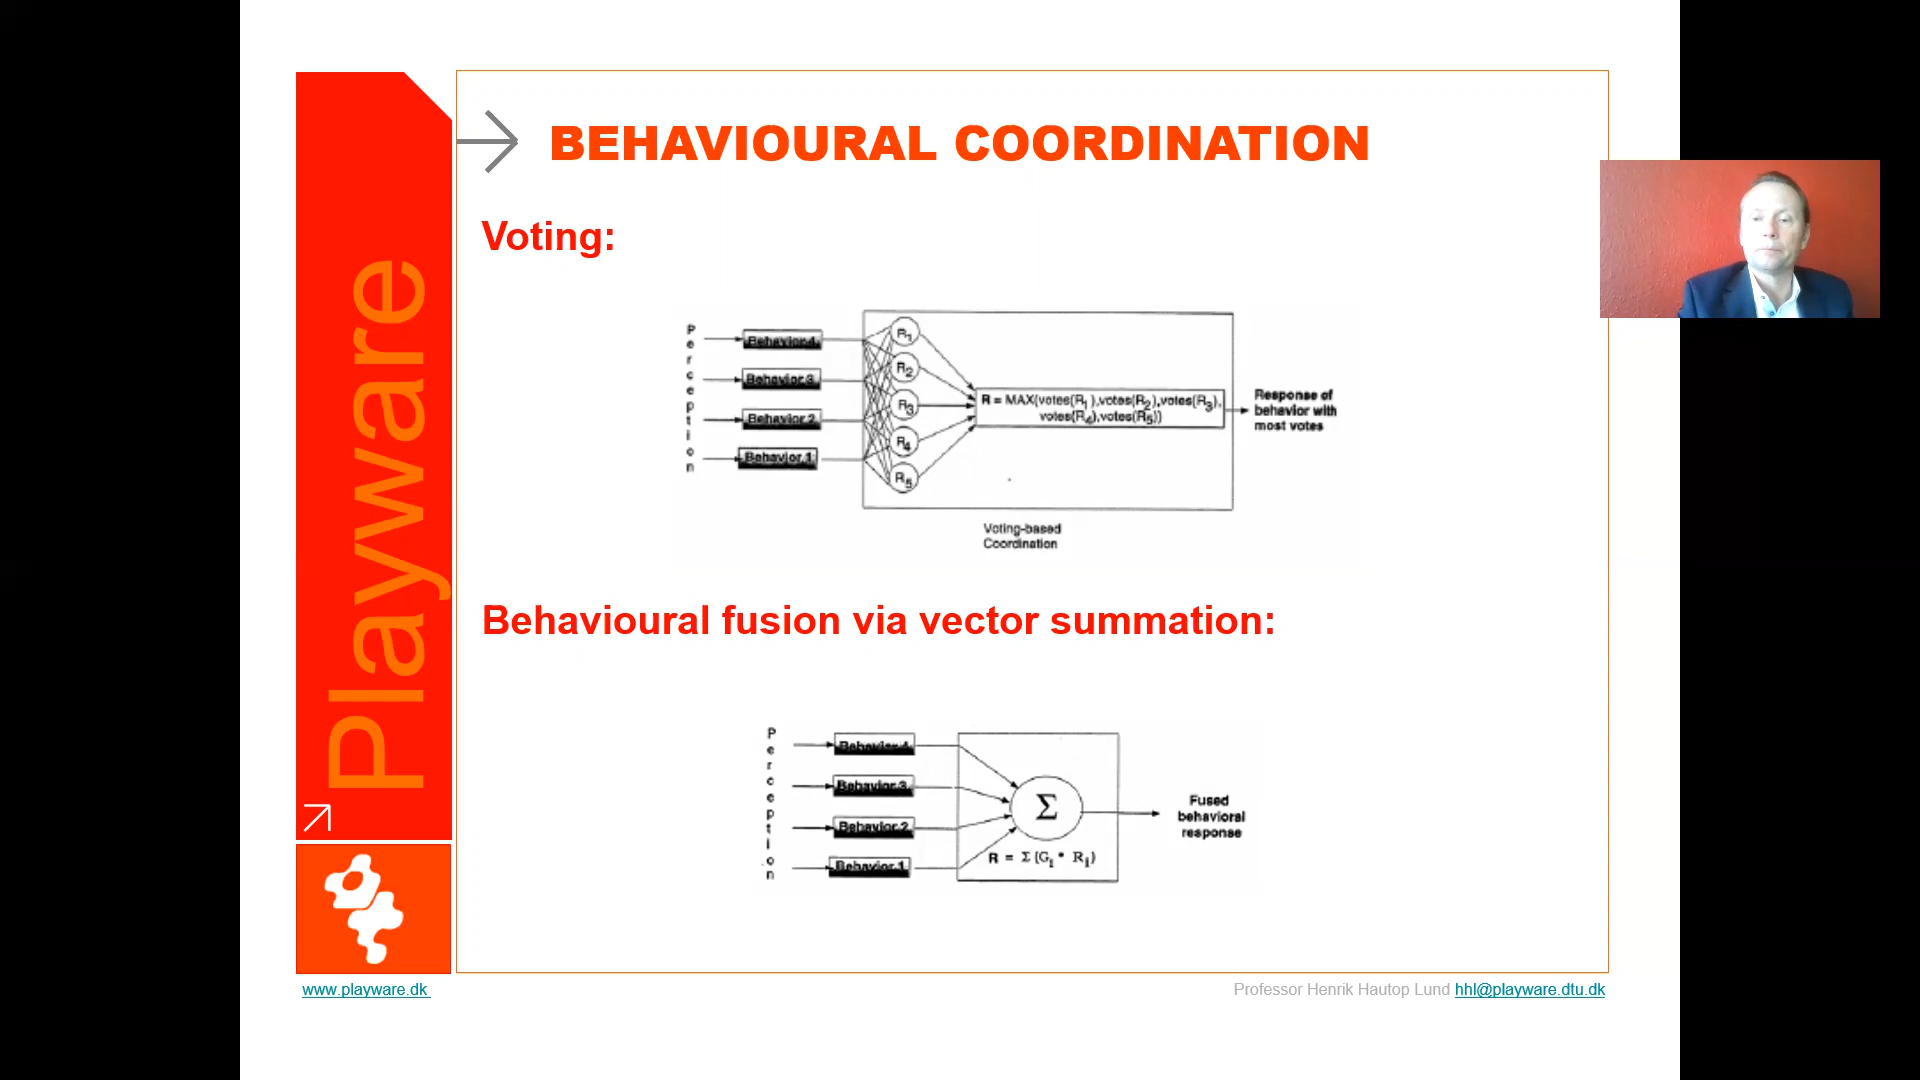 BEHAVIOURAL COORDINATION
Voting:
Perception
Behavior 4
Behavior 3
Behavior 2
Behavior 1
R1
R2
R3
R4
R5
R = MAX(votes(R1),votes(R2),votes(R3),
votes(R4),votes(R5))
Response of
behavior with
most votes
Voting-based
Coordination
Behavioural fusion via vector summation:
Perception
Behavior 4
Behavior 3
Behavior 2
Behavior 1
Σ
R = Σ (Gi * Ri)
Fused
behavioral
response
Playware
www.playware.dk
Professor Henrik Hautop Lund hhl@playware.dtu.dk